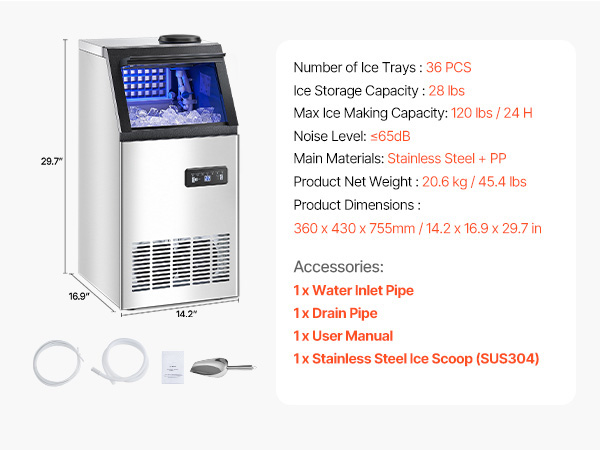 29.7"
16.9"
14.2"
Number of Ice Trays : 36 PCS
Ice Storage Capacity : 28 lbs
Max Ice Making Capacity: 120 lbs / 24 H
Noise Level: ≤65dB
Main Materials: Stainless Steel + PP
Product Net Weight : 20.6 kg / 45.4 lbs
Product Dimensions :
360 x 430 x 755mm / 14.2 x 16.9 x 29.7 in
Accessories:
1 x Water Inlet Pipe
1 x Drain Pipe
1 x User Manual
1 x Stainless Steel Ice Scoop (SUS304)